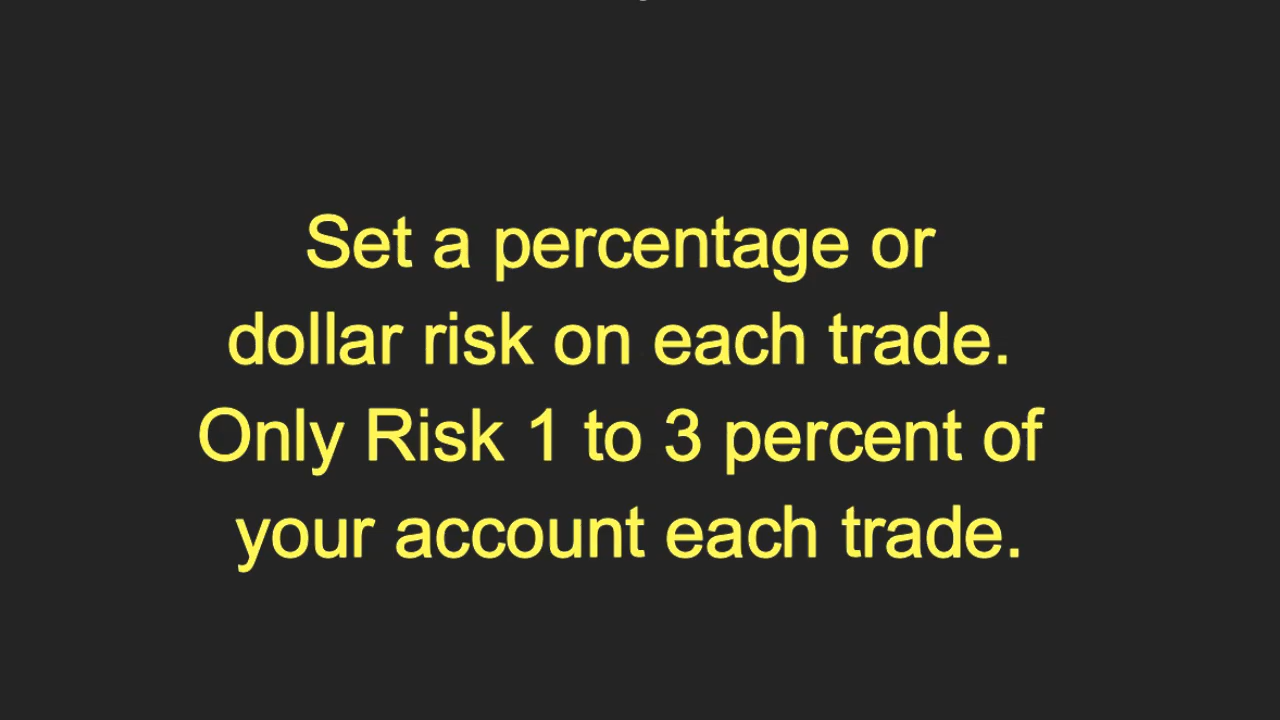 Set a percentage or
dollar risk on each trade.
Only Risk 1 to 3 percent of
your account each trade.